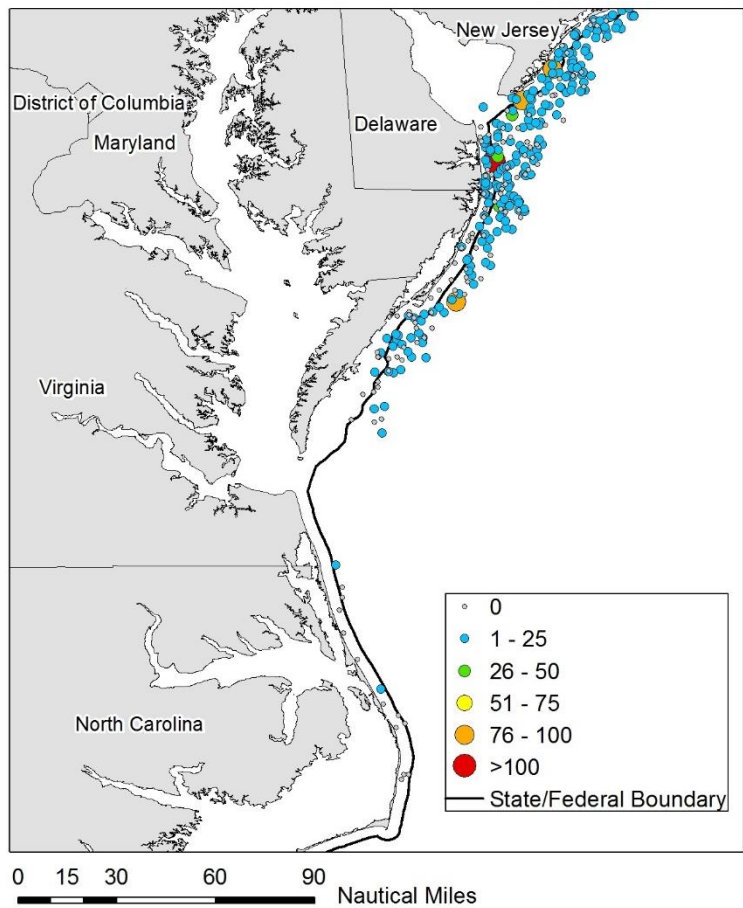 New Jersey
District of Columbia
Maryland
Delaware
Virginia
North Carolina
0
1 - 25
26 - 50
51 - 75
76 - 100
>100
State/Federal Boundary
0 15 30 60 90
Nautical Miles